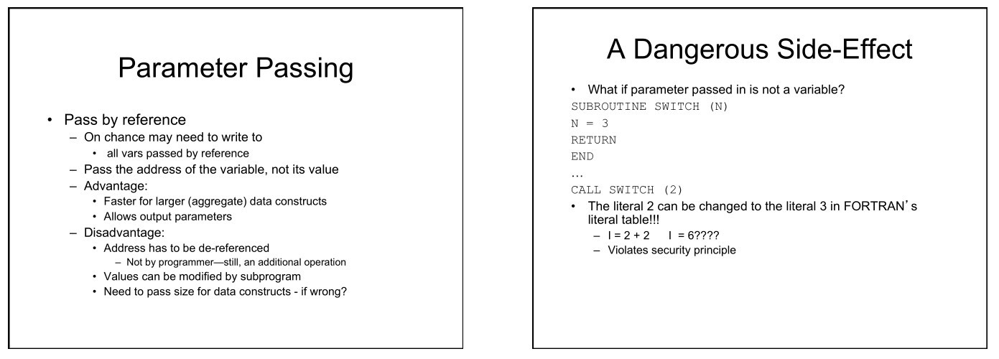 Parameter Passing
• Pass by reference
– On chance may need to write to
• all vars passed by reference
– Pass the address of the variable, not its value
– Advantage:
• Faster for larger (aggregate) data constructs
• Allows output parameters
– Disadvantage:
• Address has to be de-referenced
– Not by programmer—still, an additional operation
• Values can be modified by subprogram
• Need to pass size for data constructs - if wrong?
A Dangerous Side-Effect
• What if parameter passed in is not a variable?
SUBROUTINE SWITCH (N)
N = 3
RETURN
END
…
CALL SWITCH (2)
• The literal 2 can be changed to the literal 3 in FORTRAN’s
literal table!!!
– I = 2 + 2 I = 6????
– Violates security principle